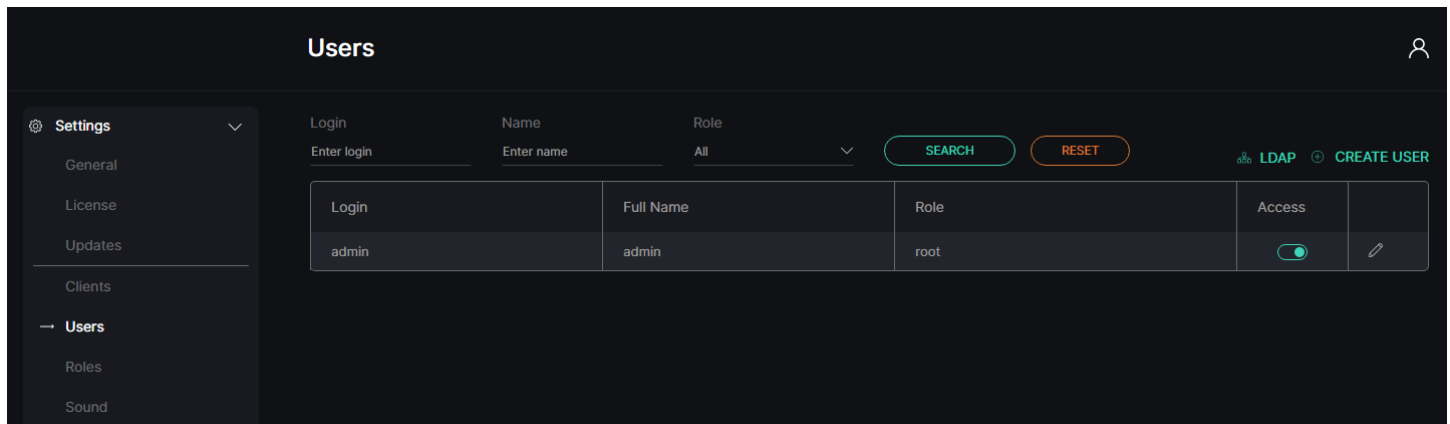 Users
Settings
General
License
Updates
Clients
Users
Roles
Sound
Login Name Role
Enter login Enter name All SEARCH RESET LDAP CREATE USER
Login Full Name Role Access
admin admin root